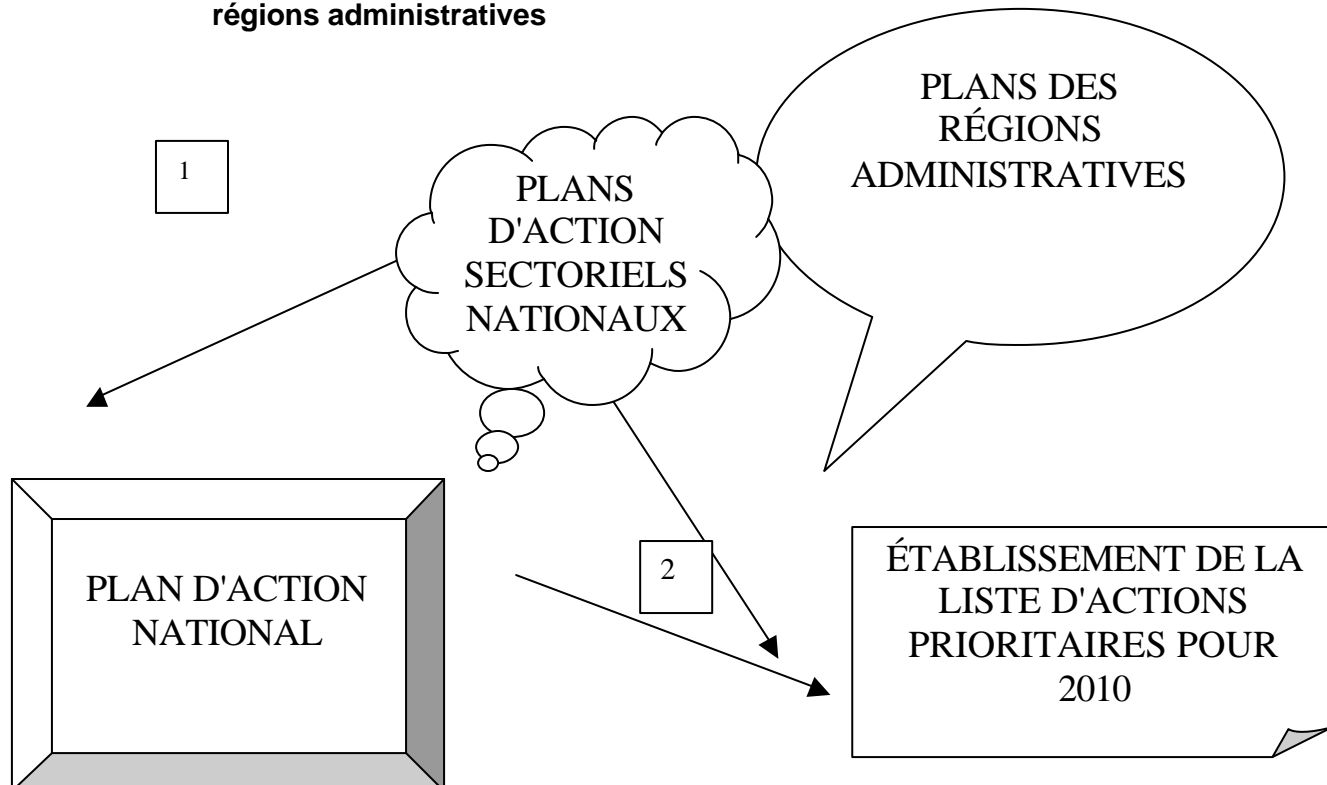 régions administratives
PLANS DES
RÉGIONS
ADMINISTRATIVES
1
PLANS
D'ACTION
SECTORIELS
NATIONAUX
2
PLAN D'ACTION
NATIONAL
ÉTABLISSEMENT DE LA
LISTE D'ACTIONS
PRIORITAIRES POUR
2010